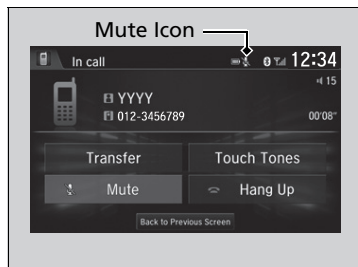 Mute Icon
In call
12:34
15
YYYY
012-3456789
00'08"
Transfer
Touch Tones
Mute
Hang Up
Back to Previous Screen